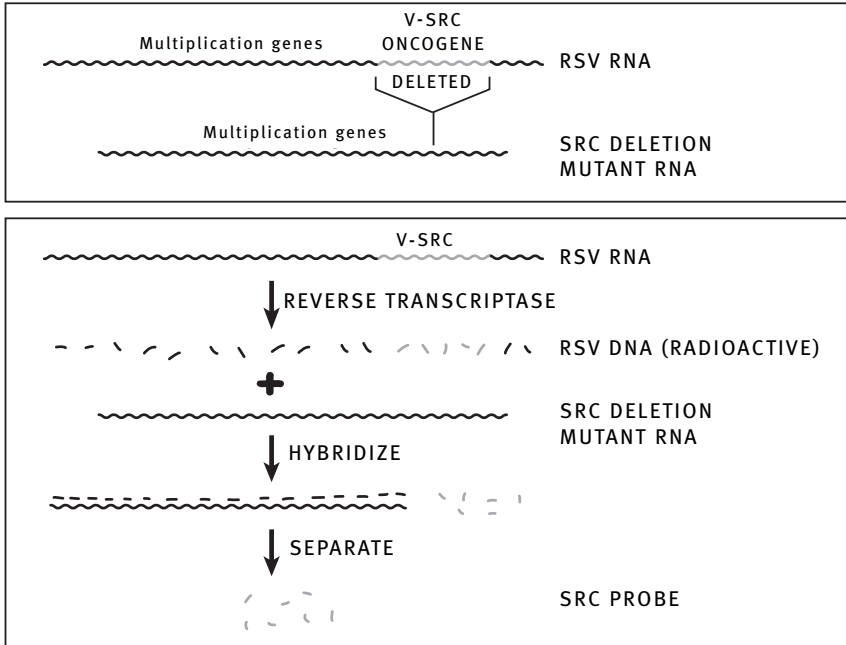 V-SRC
Multiplication genes ONCOGENE
RSV RNA
DELETED
Multiplication genes
SRC DELETION
MUTANT RNA
V-SRC
RSV RNA
REVERSE TRANSCRIPTASE
RSV DNA (RADIOACTIVE)
+
SRC DELETION
MUTANT RNA
HYBRIDIZE
SEPARATE
SRC PROBE